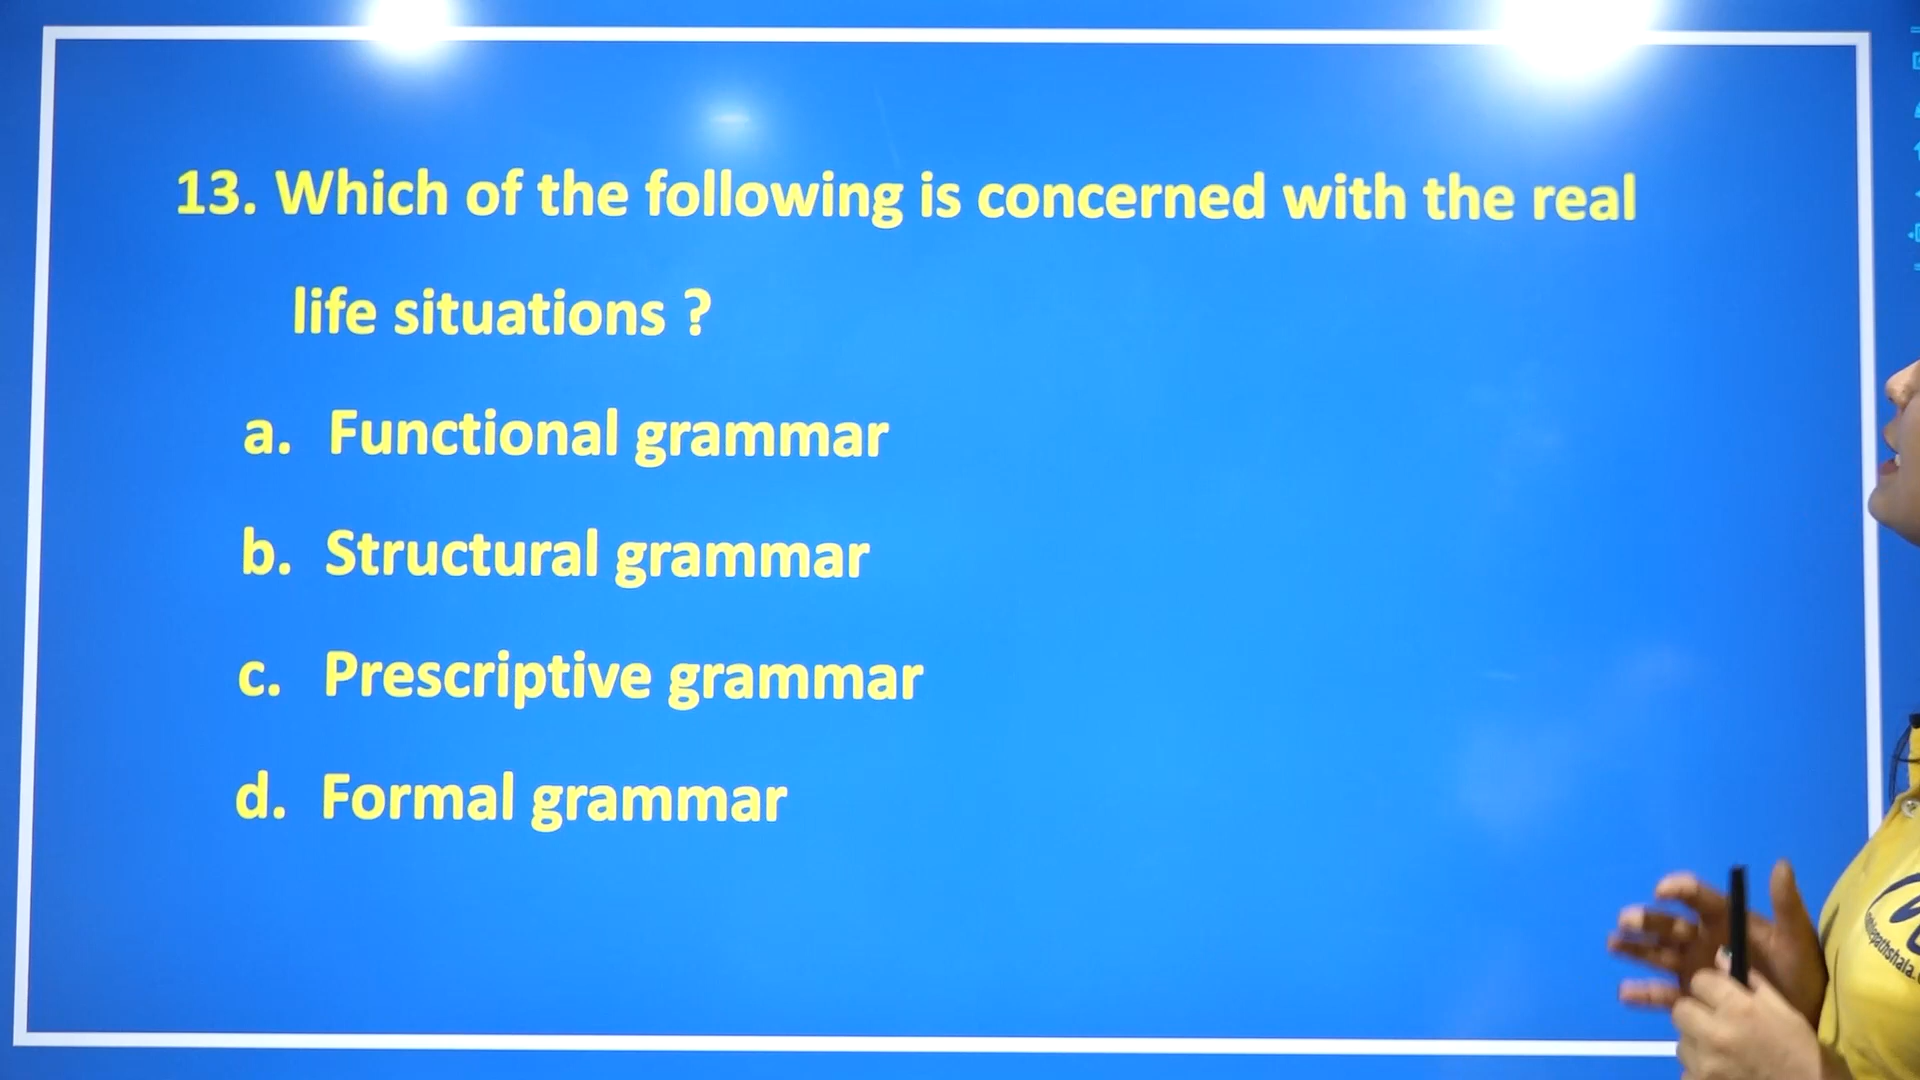 13. Which of the following is concerned with the real
life situations ?
a. Functional grammar
b. Structural grammar
c. Prescriptive grammar
d. Formal grammar